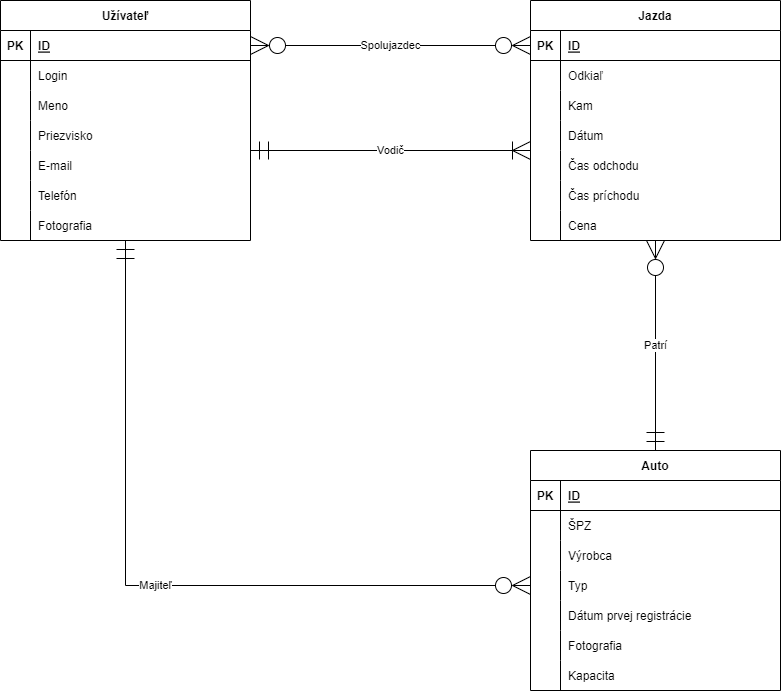 Užívateľ
PK ID
Login
Meno
Priezvisko
E-mail
Telefón
Fotografia
Spolujazdec
Vodič
Jazda
PK ID
Odkiaľ
Kam
Dátum
Čas odchodu
Čas príchodu
Cena
Patrí
Majiteľ
Auto
PK ID
ŠPZ
Výrobca
Typ
Dátum prvej registrácie
Fotografia
Kapacita